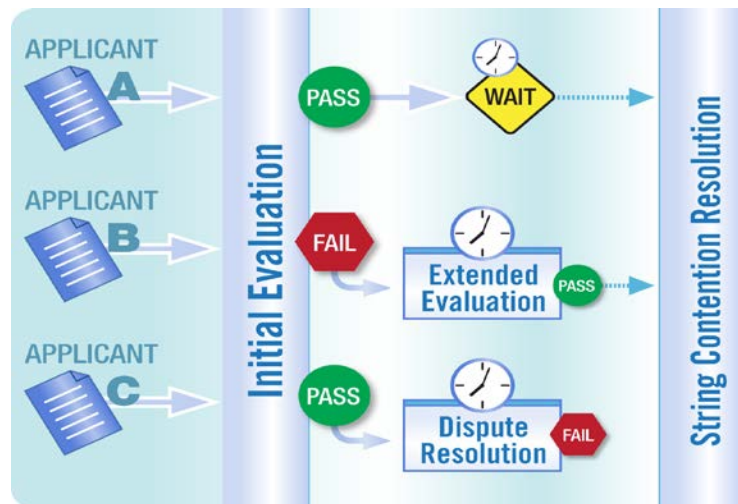 APPLICANT
A
PASS
WAIT
APPLICANT
B
FAIL
Extended
Evaluation
PASS
APPLICANT
C
PASS
Dispute
Resolution
FAIL
Initial Evaluation
String Contention Resolution